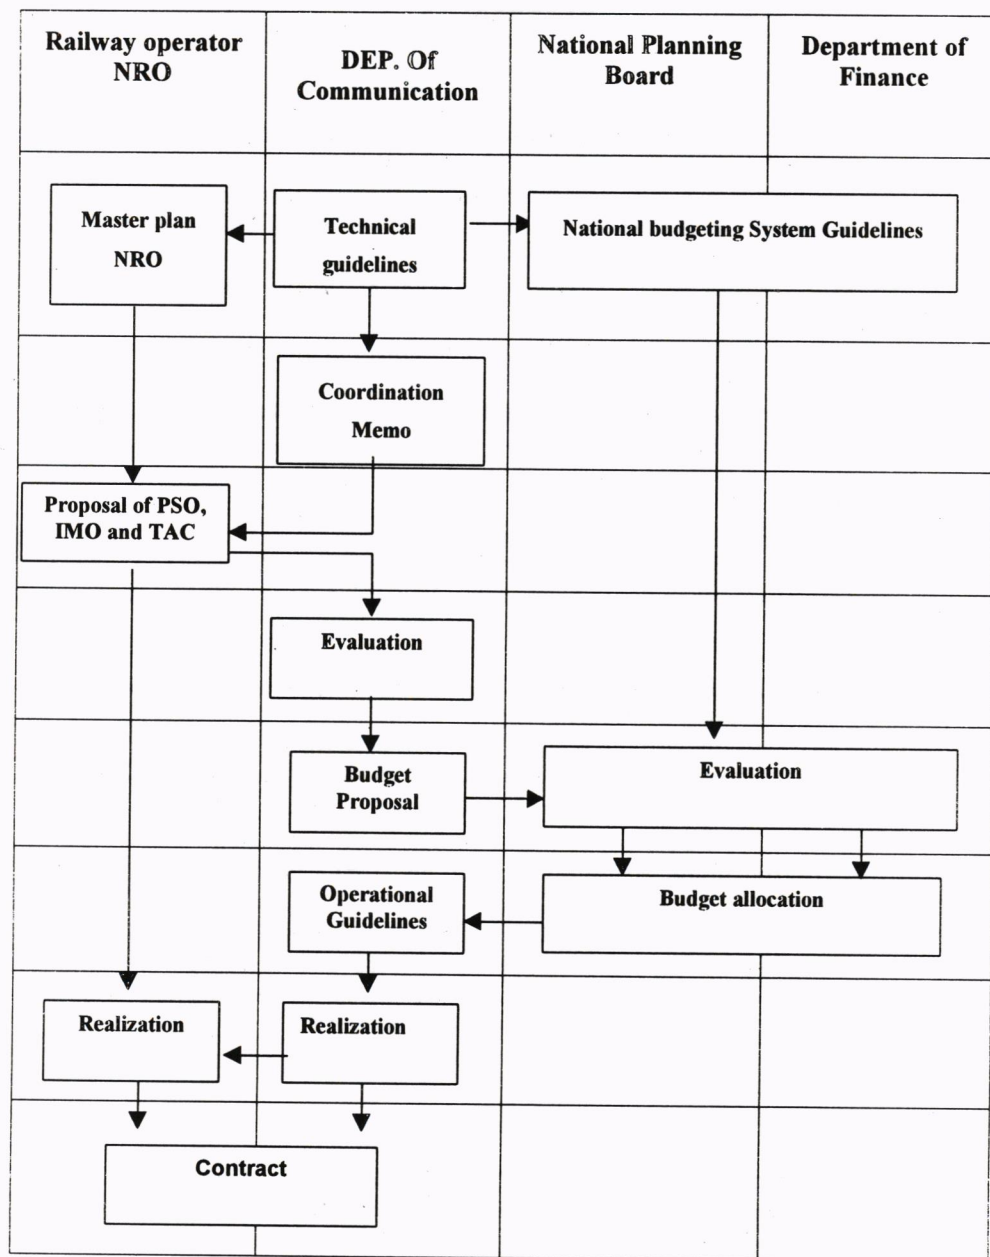 Railway operator
NRO
DEP. Of
Communication
National Planning
Board
Department of
Finance
Master plan
NRO
Technical
guidelines
National budgeting System Guidelines
Coordination
Memo
Proposal of PSO,
IMO and TAC
Evaluation
Budget
Proposal
Evaluation
Operational
Guidelines
Budget allocation
Realization
Realization
Contract